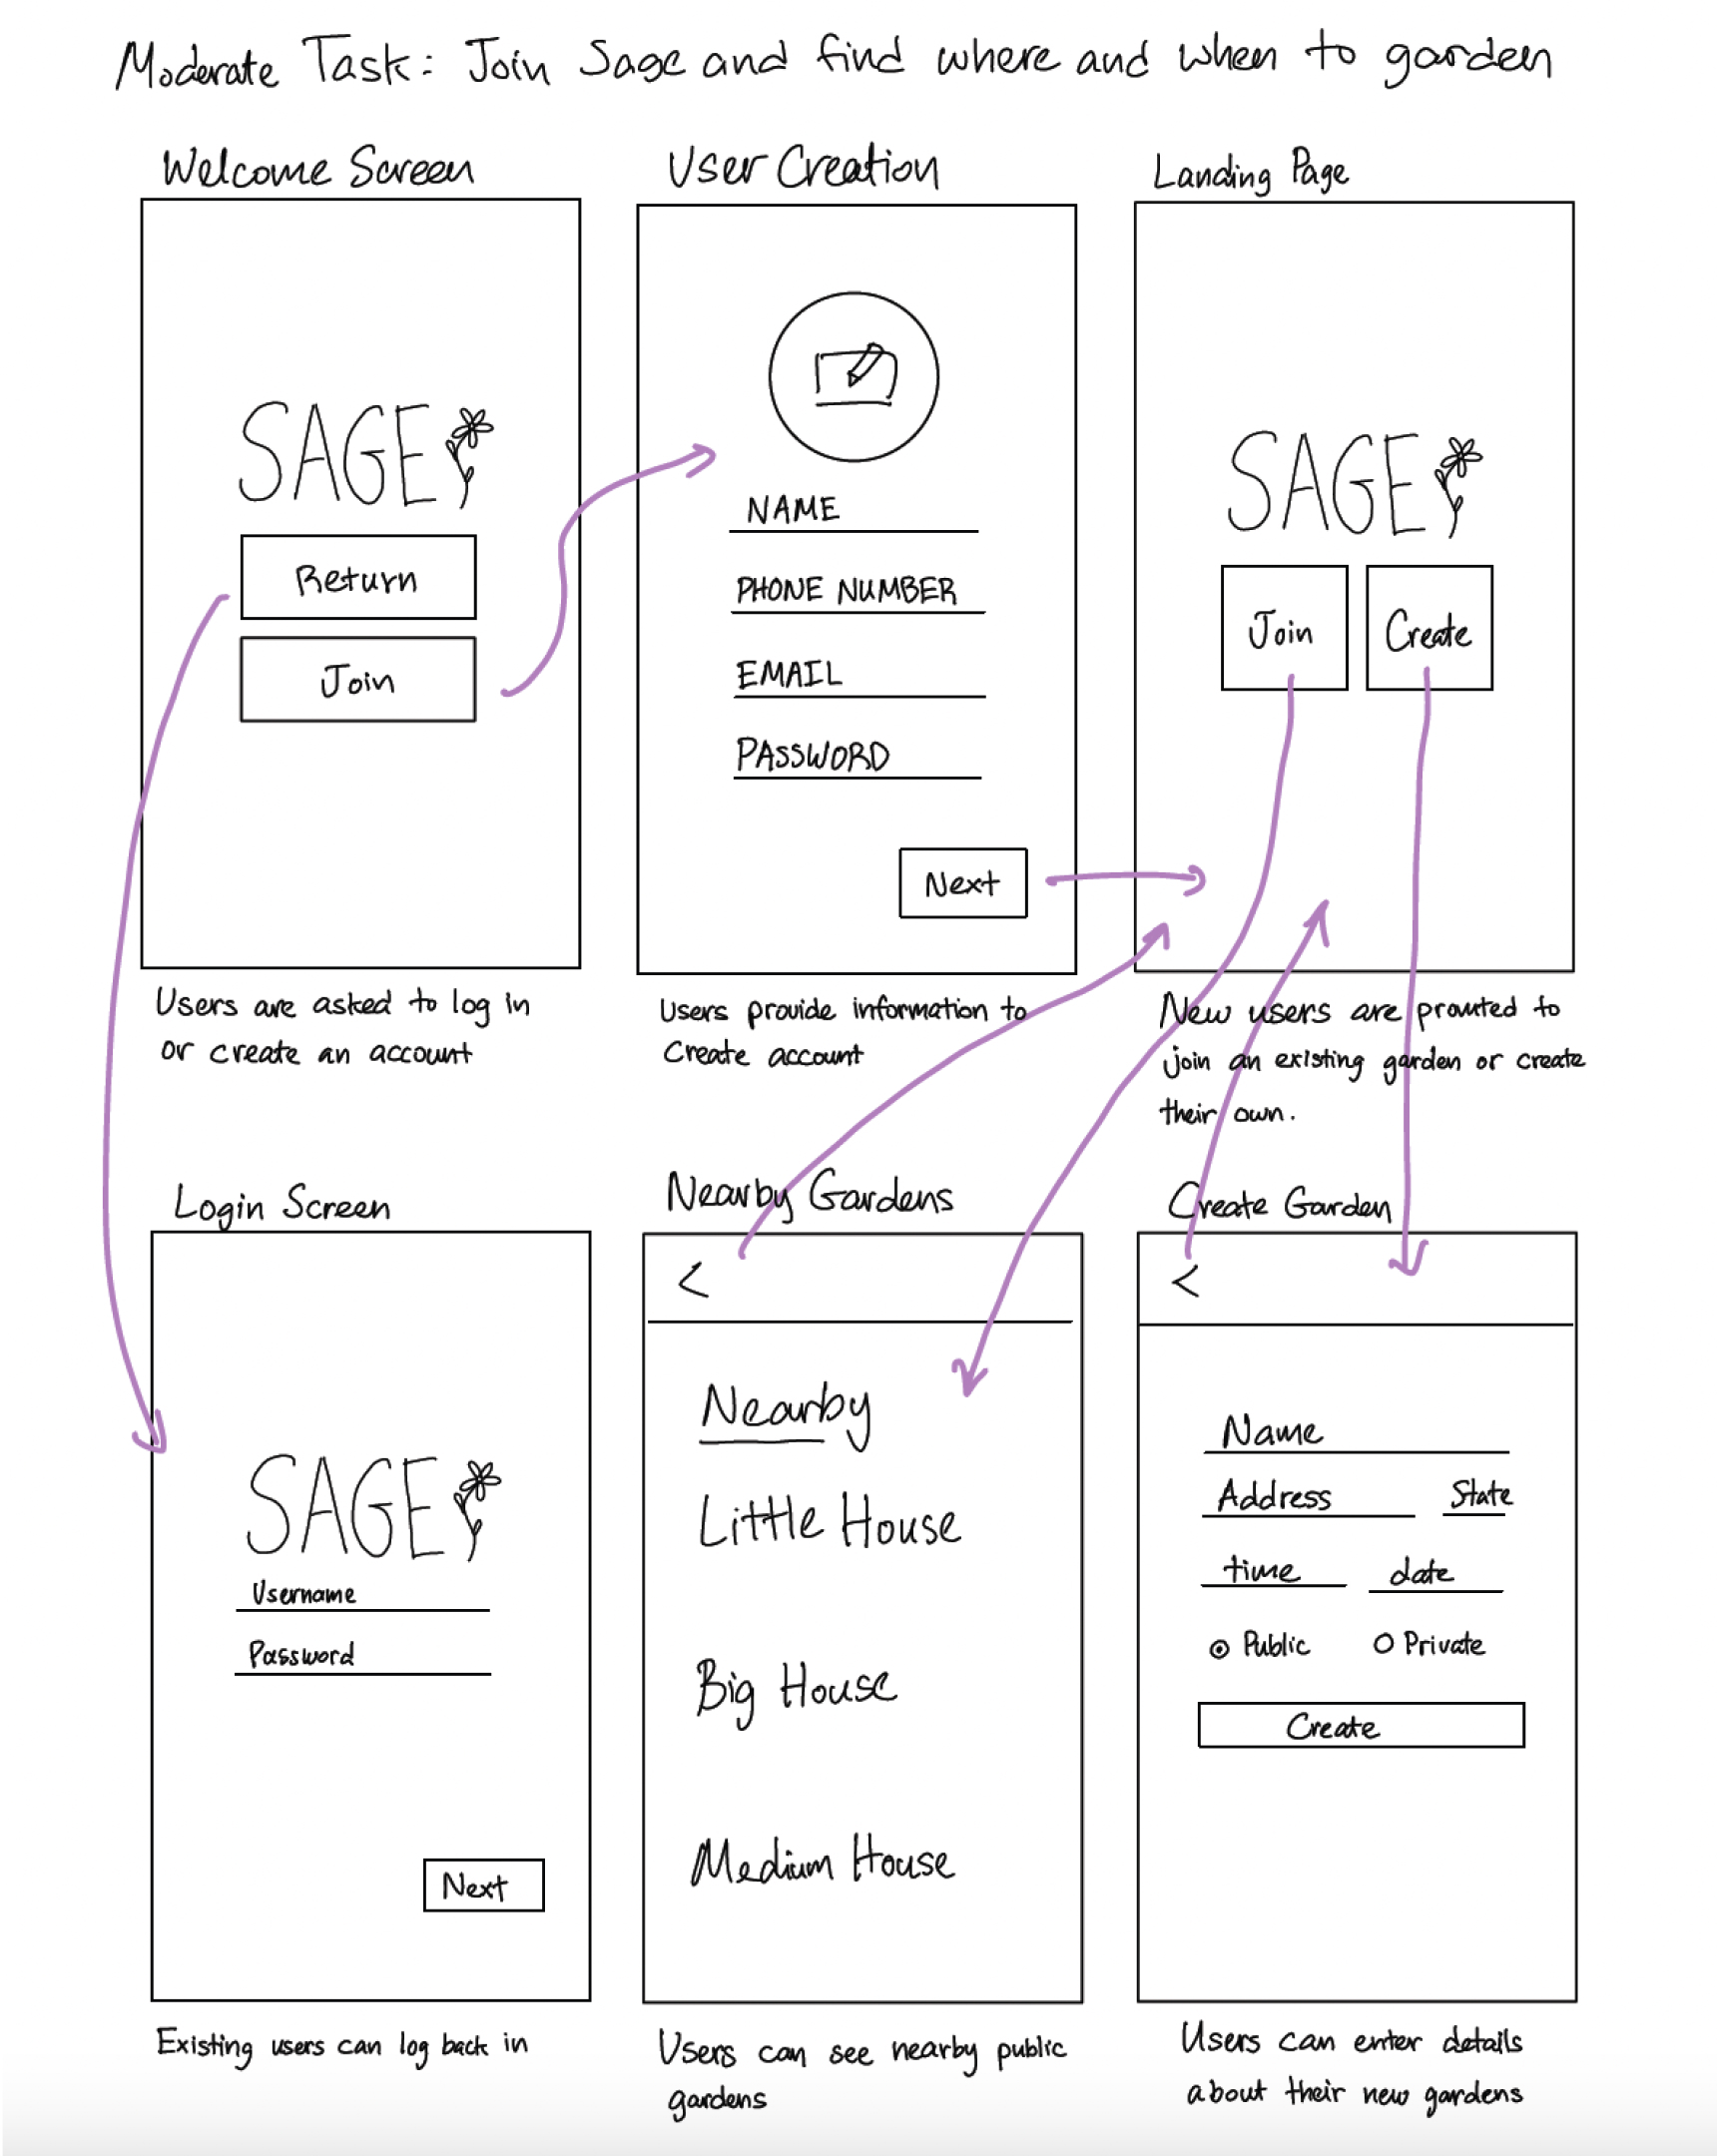 Moderate Task: Join Sage and find where and when to garden
Welcome Screen
SAGE
Return
Join
Users are asked to log in
or create an account
User Creation
NAME
PHONE NUMBER
EMAIL
PASSWORD
Next
Users provide information to
Create account
Landing Page
SAGE
Join
Create
New users are promted to
join an existing garden or create
their own.
Login Screen
SAGE
Username
Password
Next
Existing users can log back in
Nearby Gardens
<
Nearby
Little House
Big House
Medium House
Users can see nearby public
gardens
Create Garden
<
Name
Address State
time date
Public Private
Create
Users can enter details
about their new gardens